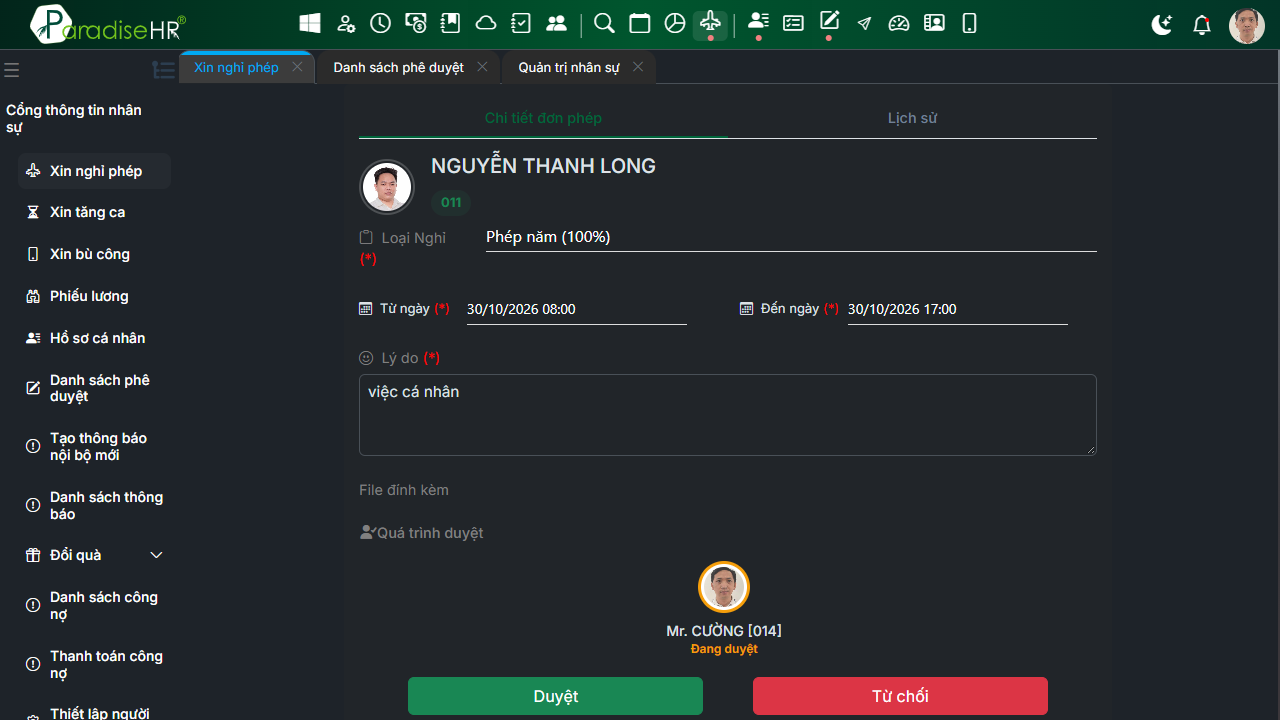 ParadiseHR®
Xin nghỉ phép
Danh sách phê duyệt
Quản trị nhân sự
Cổng thông tin nhân
sự
Xin nghỉ phép
Xin tăng ca
Xin bù công
Phiếu lương
Hồ sơ cá nhân
Danh sách phê
duyệt
Tạo thông báo
nội bộ mới
Danh sách thông
báo
Đổi quà
Danh sách công
nợ
Thanh toán công
nợ
Thiết lập người
Chi tiết đơn phép
Lịch sử
NGUYỄN THANH LONG
011
Loại Nghỉ
(*)
Phép năm (100%)
Từ ngày (*)
30/10/2026 08:00
Đến ngày (*)
30/10/2026 17:00
Lý do (*)
việc cá nhân
File đính kèm
Quá trình duyệt
Mr. CƯỜNG [014]
Đang duyệt
Duyệt
Từ chối